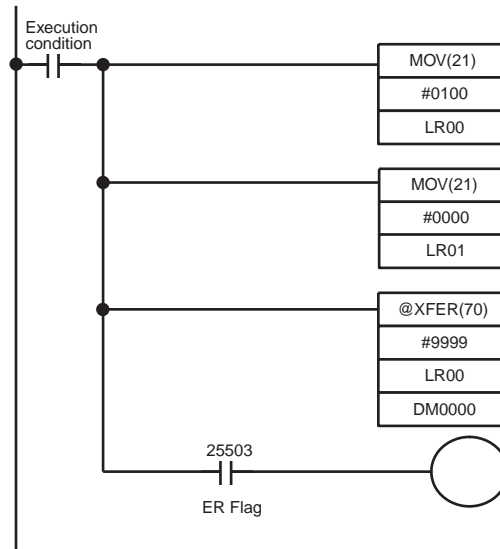 Execution
condition
MOV(21)
#0100
LR00
MOV(21)
#0000
LR01
@XFER(70)
#9999
LR00
DM0000
25503
ER Flag